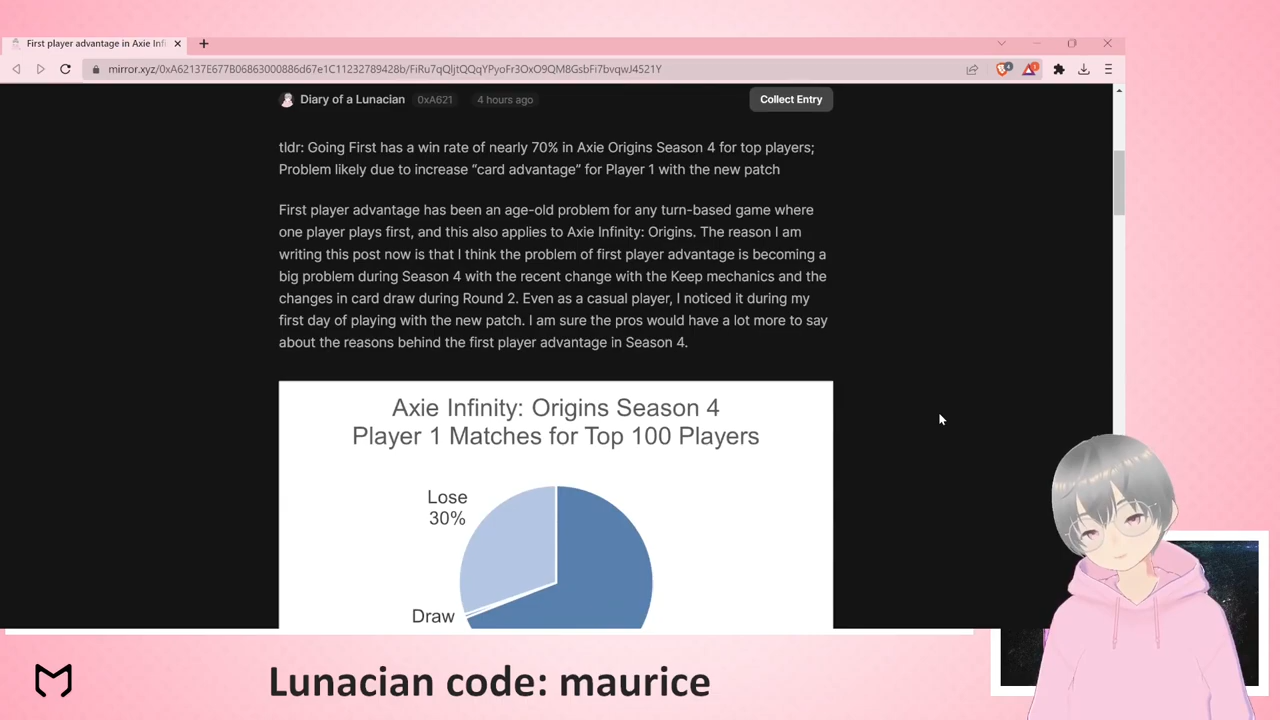 First player advantage in Axie Infi
mirror.xyz/0xA62137E677B06863000886d67e1C11232789428b/FiRu7qQljtQQqYPyoFr3OxO9QM8GsbFi7bvqwJ4521Y
Diary of a Lunacian 0xA621 4 hours ago Collect Entry
tldr: Going First has a win rate of nearly 70% in Axie Origins Season 4 for top players;
Problem likely due to increase “card advantage” for Player 1 with the new patch
First player advantage has been an age-old problem for any turn-based game where
one player plays first, and this also applies to Axie Infinity: Origins. The reason I am
writing this post now is that I think the problem of first player advantage is becoming a
big problem during Season 4 with the recent change with the Keep mechanics and the
changes in card draw during Round 2. Even as a casual player, I noticed it during my
first day of playing with the new patch. I am sure the pros would have a lot more to say
about the reasons behind the first player advantage in Season 4.
Axie Infinity: Origins Season 4
Player 1 Matches for Top 100 Players
Lose
30%
Draw
Lunacian code: maurice